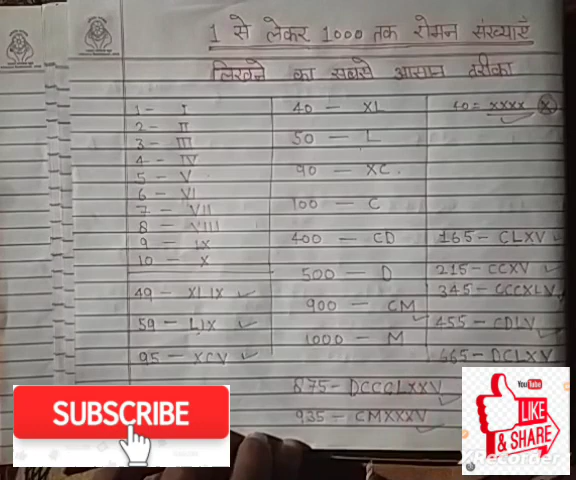 1 से लेकर 1000 तक रोमन संख्याएँ
लिखने का सबसे आसान तरीका
1 - I
2 - II
3 - III
4 - IV
5 - V
6 - VI
7 - VII
8 - VIII
9 - IX
10 - X
49 - XLIX
59 - LIX
95 - XCV
40 - XL
50 - L
90 - XC.
100 - C
400 - CD
500 - D
900 - CM
1000 - M
875 - DCCCLXXV
935 - CMXXXV
40 = XXXX X
165 - CLXV
215 - CCXV
345 - CCCXLV
455 - CDLV
665 - DCLXV
SUBSCRIBE
YouTube
LIKE
& SHARE
XRecorder